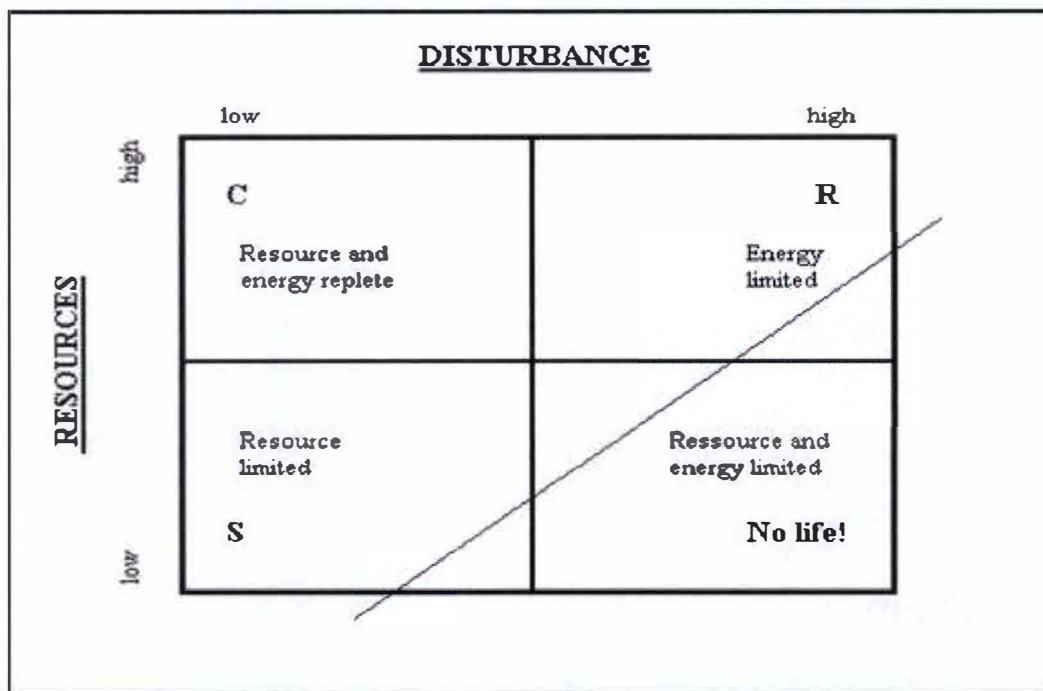 DISTURBANCE
low high
high
C R
Resource and
energy replete
Energy
limited
RESOURCES
Resource
limited
Ressource and
energy limited
S No life!
low